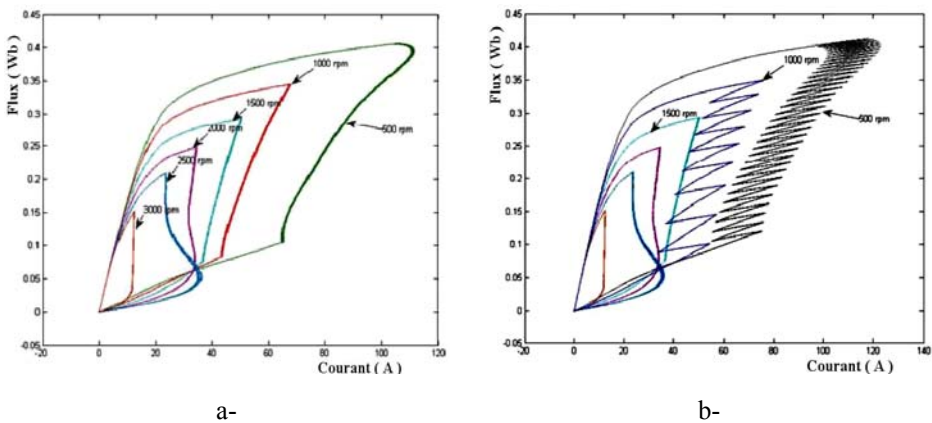 0.45
0.4
0.35
0.3
0.25
0.2
0.15
0.1
0.05
0
-0.05
Flux ( Wb )
1000 rpm
1500 rpm
2000 rpm
2500 rpm
3000 rpm
500 rpm
-20 0 20 40 60 80 100 120
Courant ( A )
a-
0.45
0.4
0.35
0.3
0.25
0.2
0.15
0.1
0.05
0
-0.05
Flux ( Wb )
1000 rpm
1500 rpm
500 rpm
-20 0 20 40 60 80 100 120 140
Courant ( A )
b-